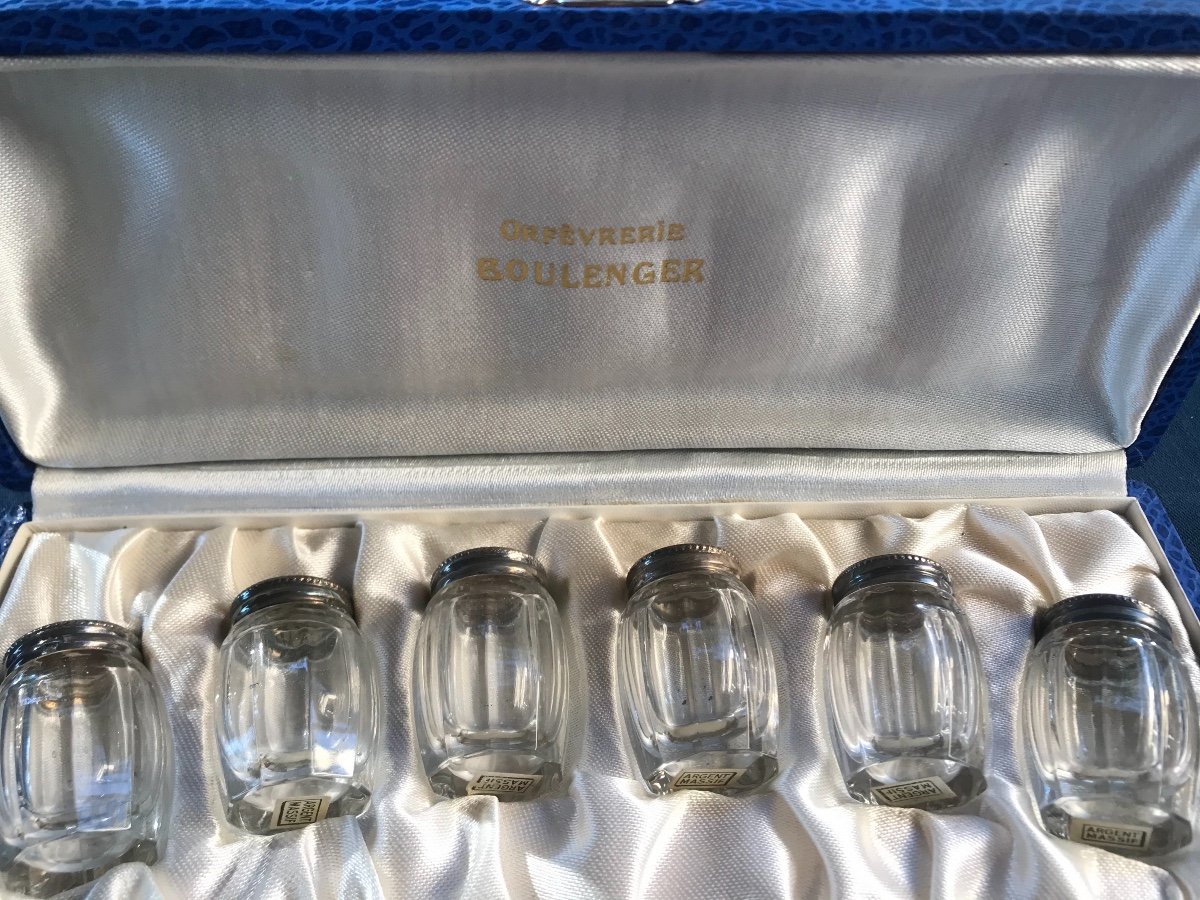 ORFÈVRERIE
BOULENGER
ARGENT
MASSIF
ARGENT
MASSIF
ARGENT
MASSIF
ARGENT
MASSIF
ARGENT
MASSIF